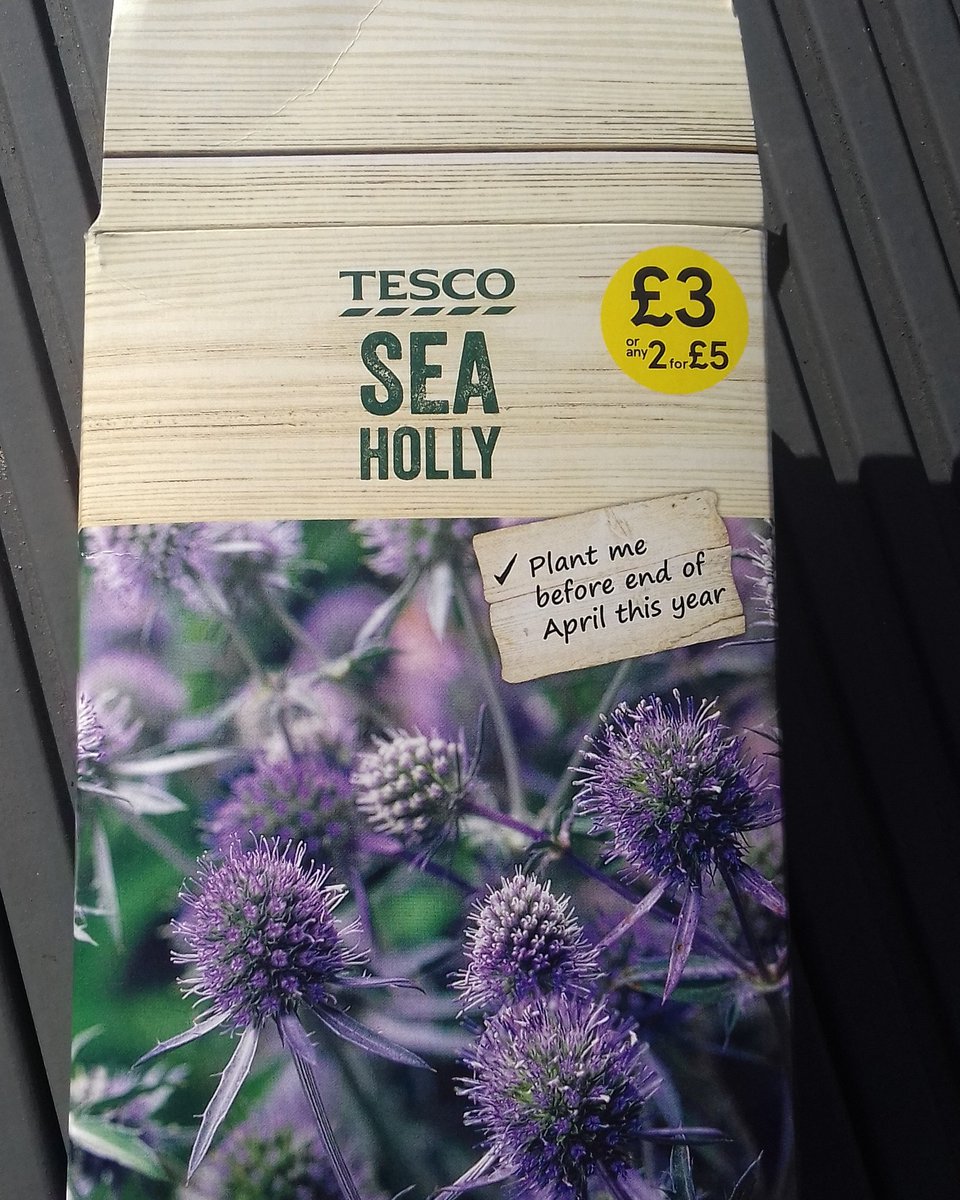 TESCO
SEA
HOLLY
£3
or any 2 for £5
✓ Plant me
before end of
April this year